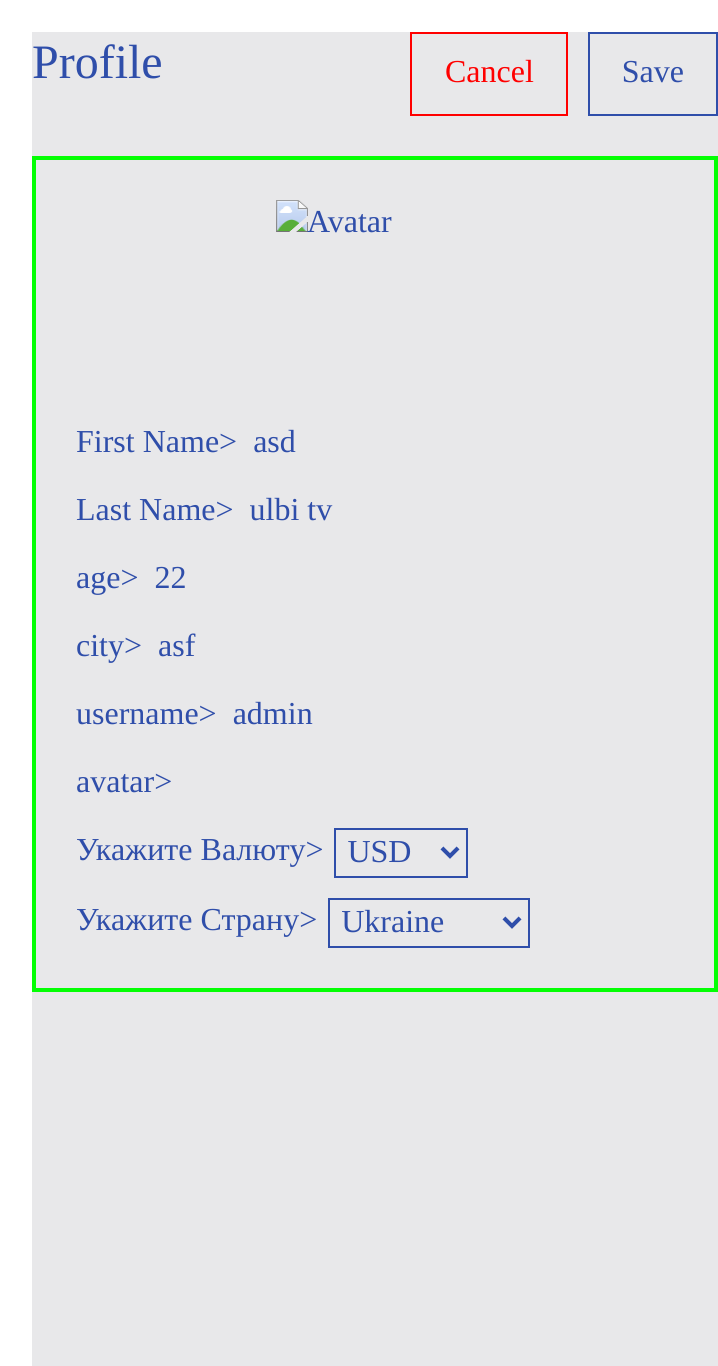 Profile Cancel Save
Avatar
First Name> asd
Last Name> ulbi tv
age> 22
city> asf
username> admin
avatar>
Укажите Валюту> USD
Укажите Страну> Ukraine